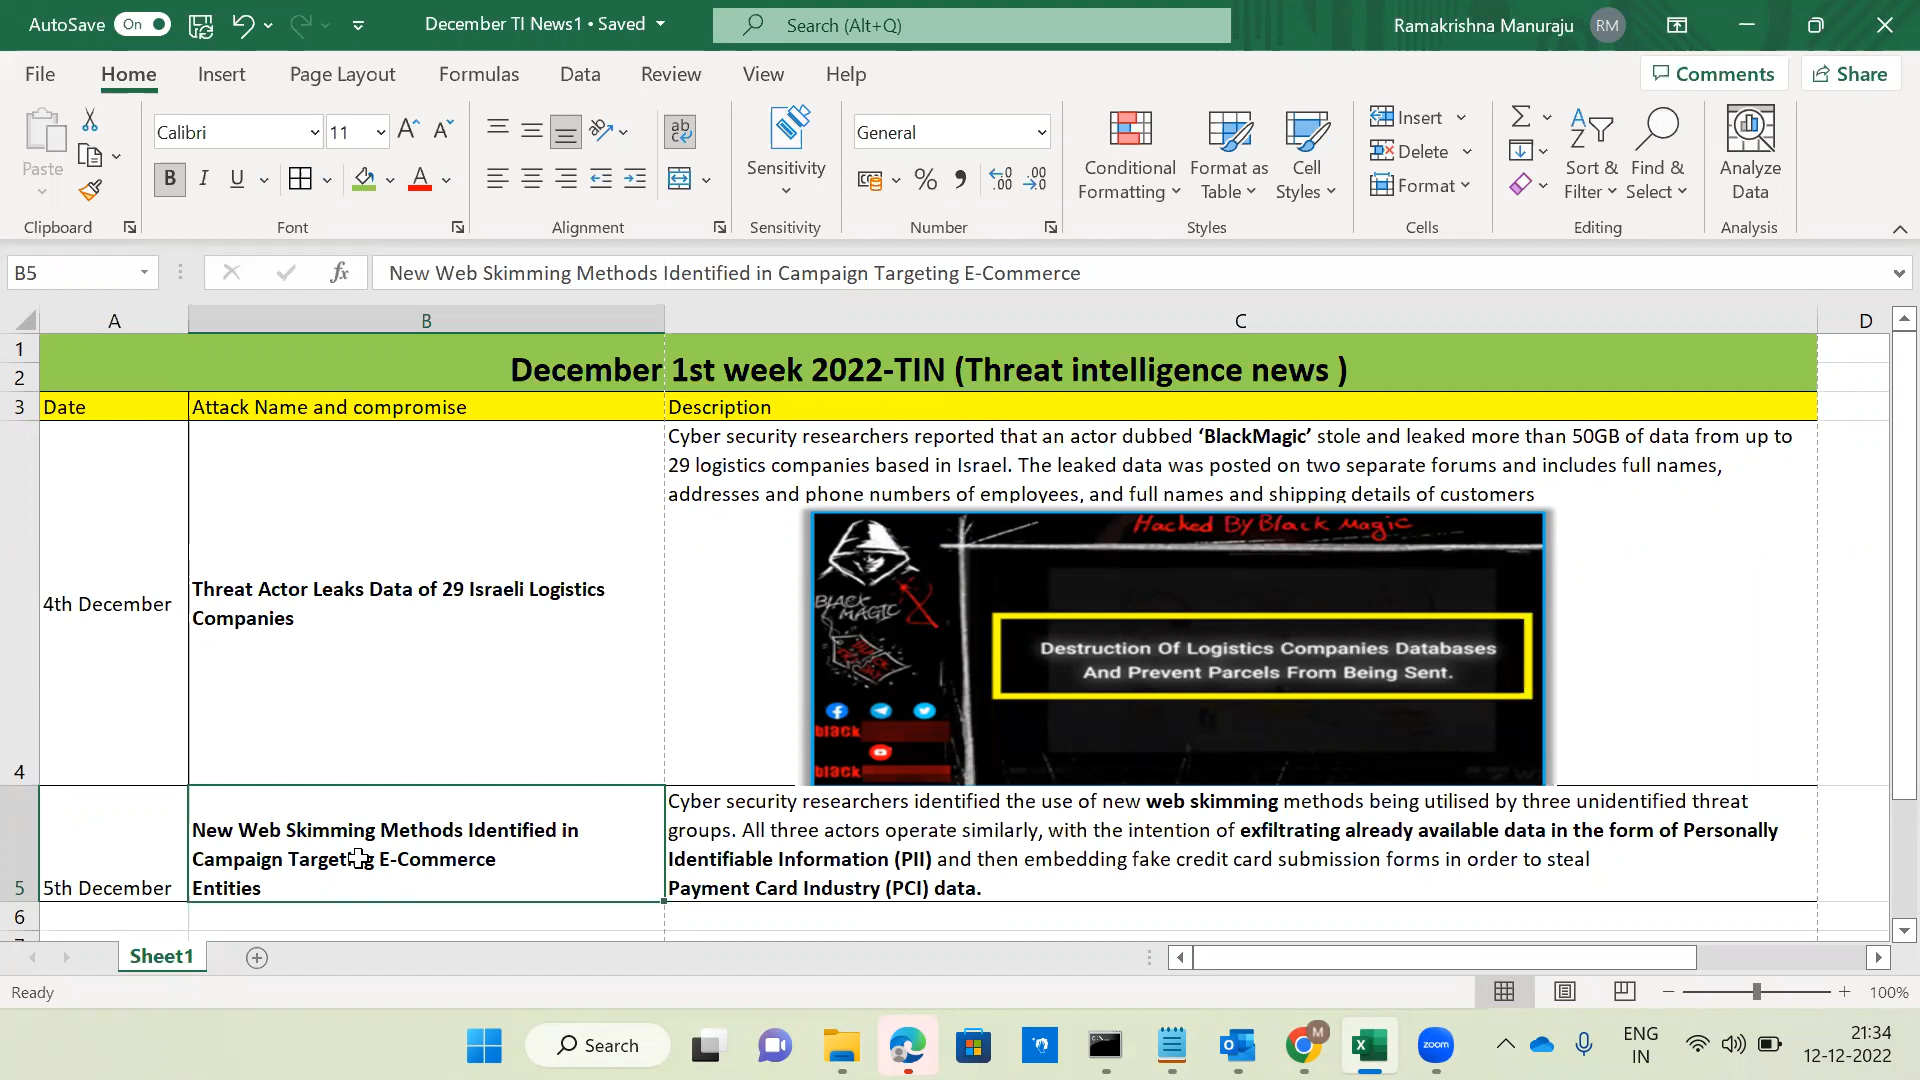 AutoSave On December TI News1 • Saved Search (Alt+Q) Ramakrishna Manuraju RM
File Home Insert Page Layout Formulas Data Review View Help Comments Share
Calibri 11 General
Paste Sensitivity Conditional Formatting Format as Table Cell Styles Insert Delete Format Sort & Filter Find & Select Analyze Data
Clipboard Font Alignment Sensitivity Number Styles Cells Editing Analysis
B5 fx New Web Skimming Methods Identified in Campaign Targeting E-Commerce
A B C D
1
2 December 1st week 2022-TIN (Threat intelligence news )
3 Date Attack Name and compromise Description
Cyber security researchers reported that an actor dubbed ‘BlackMagic’ stole and leaked more than 50GB of data from up to
29 logistics companies based in Israel. The leaked data was posted on two separate forums and includes full names,
addresses and phone numbers of employees, and full names and shipping details of customers
Hacked By Black Magic
4th December
Threat Actor Leaks Data of 29 Israeli Logistics
Companies
BLACK
MAGIC
Destruction Of Logistics Companies Databases
And Prevent Parcels From Being Sent.
black
black
4
Cyber security researchers identified the use of new web skimming methods being utilised by three unidentified threat
groups. All three actors operate similarly, with the intention of exfiltrating already available data in the form of Personally
Identifiable Information (PII) and then embedding fake credit card submission forms in order to steal
Payment Card Industry (PCI) data.
New Web Skimming Methods Identified in
Campaign Targeting E-Commerce
Entities
5 5th December
6
Sheet1
Ready 100%
Search zoom M ENG
IN
21:34
12-12-2022